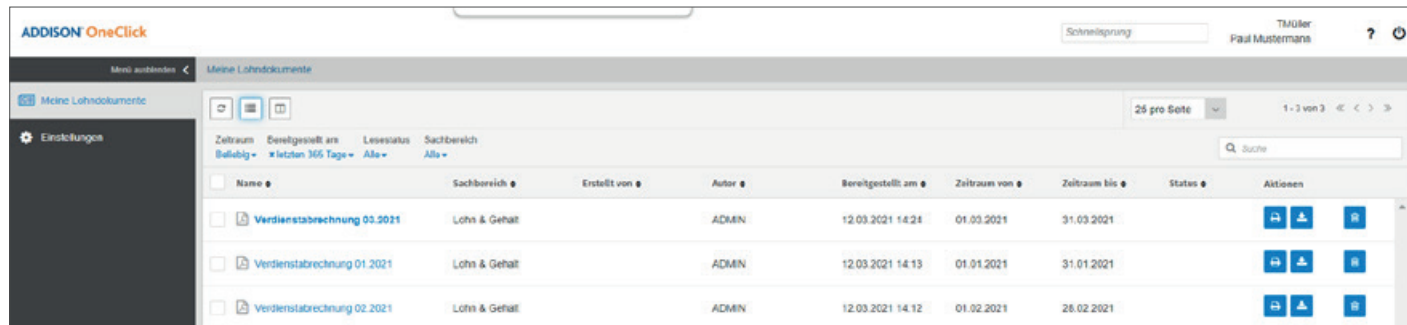 ADDISON OneClick
Schnellsprung
TMüller
Paul Mustermann
?
Menü ausblenden
Meine Lohndokumente
Meine Lohndokumente
Einstellungen
25 pro Seite
1 - 3 von 3
Zeitraum Bereitgestellt am Lesestatus Sachbereich
Beliebig letzten 365 Tage Alle Alle
Suche
Name Sachbereich Erstellt von Autor Bereitgestellt am Zeitraum von Zeitraum bis Status Aktionen
Verdienstabrechnung 03.2021 Lohn & Gehalt ADMIN 12.03.2021 14:24 01.03.2021 31.03.2021
Verdienstabrechnung 01.2021 Lohn & Gehalt ADMIN 12.03.2021 14:13 01.01.2021 31.01.2021
Verdienstabrechnung 02.2021 Lohn & Gehalt ADMIN 12.03.2021 14:12 01.02.2021 28.02.2021